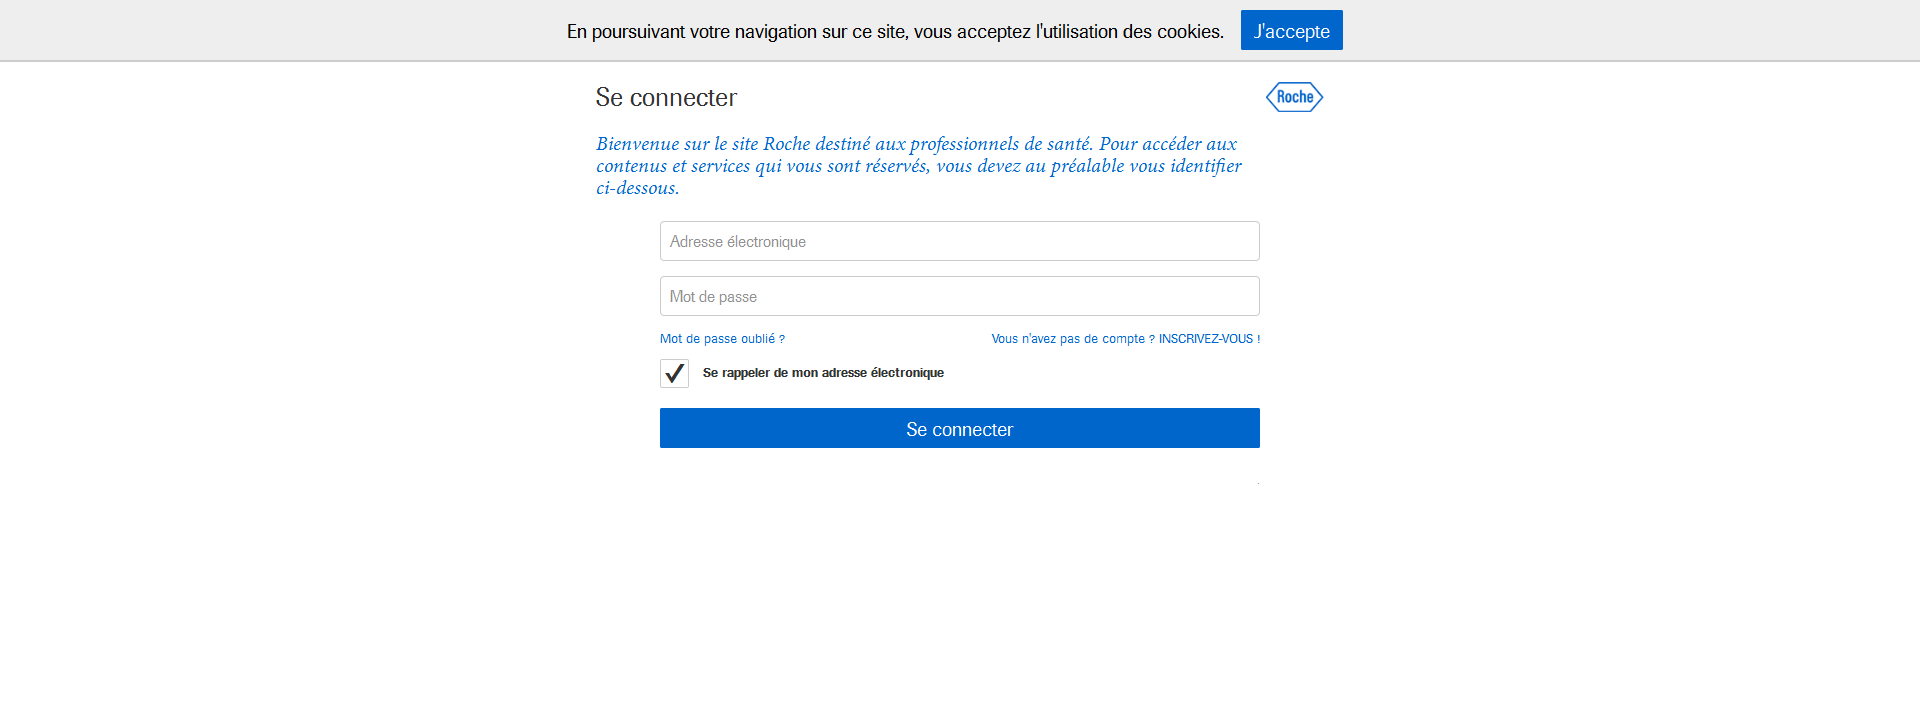 En poursuivant votre navigation sur ce site, vous acceptez l'utilisation des cookies.
J'accepte
Se connecter
Roche
Bienvenue sur le site Roche destiné aux professionnels de santé. Pour accéder aux
contenus et services qui vous sont réservés, vous devez au préalable vous identifier
ci-dessous.
Adresse électronique
Mot de passe
Mot de passe oublié ?
Vous n'avez pas de compte ? INSCRIVEZ-VOUS !
Se rappeler de mon adresse électronique
Se connecter
.